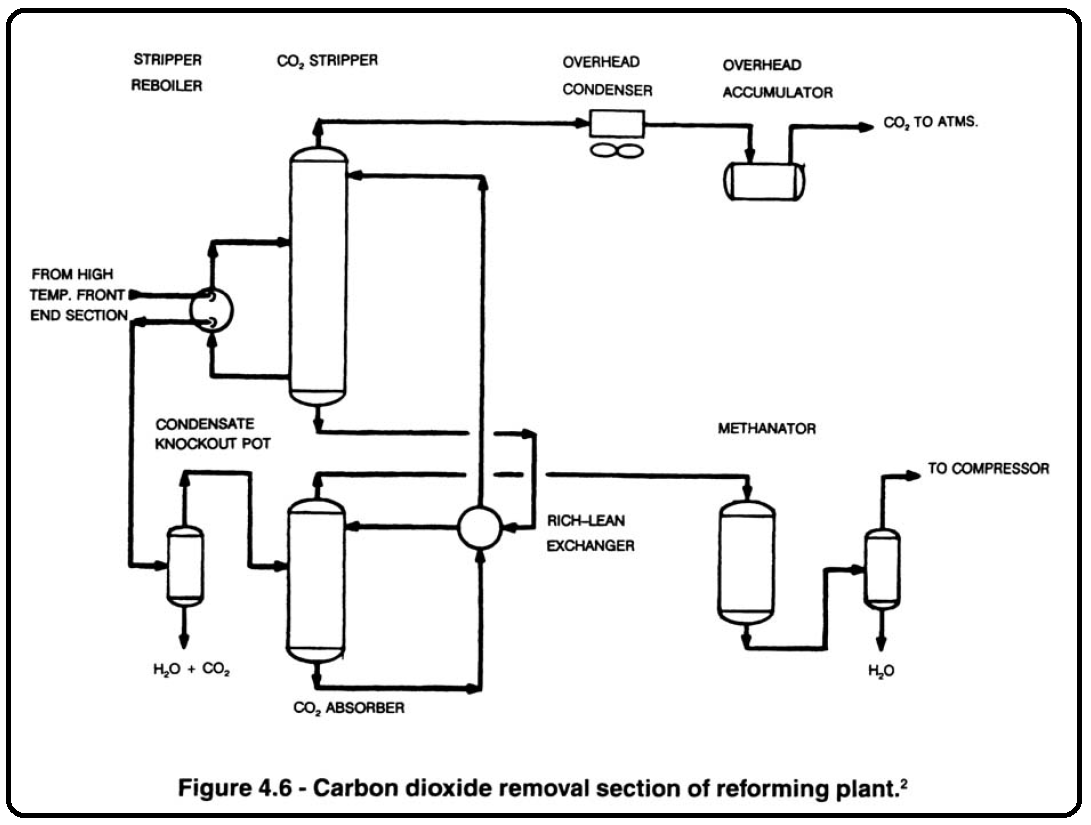 STRIPPER
REBOILER
CO₂ STRIPPER
OVERHEAD
CONDENSER
OVERHEAD
ACCUMULATOR
CO₂ TO ATMS.
FROM HIGH
TEMP. FRONT
END SECTION
CONDENSATE
KNOCKOUT POT
METHANATOR
TO COMPRESSOR
RICH–LEAN
EXCHANGER
H₂O + CO₂
H₂O
CO₂ ABSORBER
Figure 4.6 - Carbon dioxide removal section of reforming plant.²